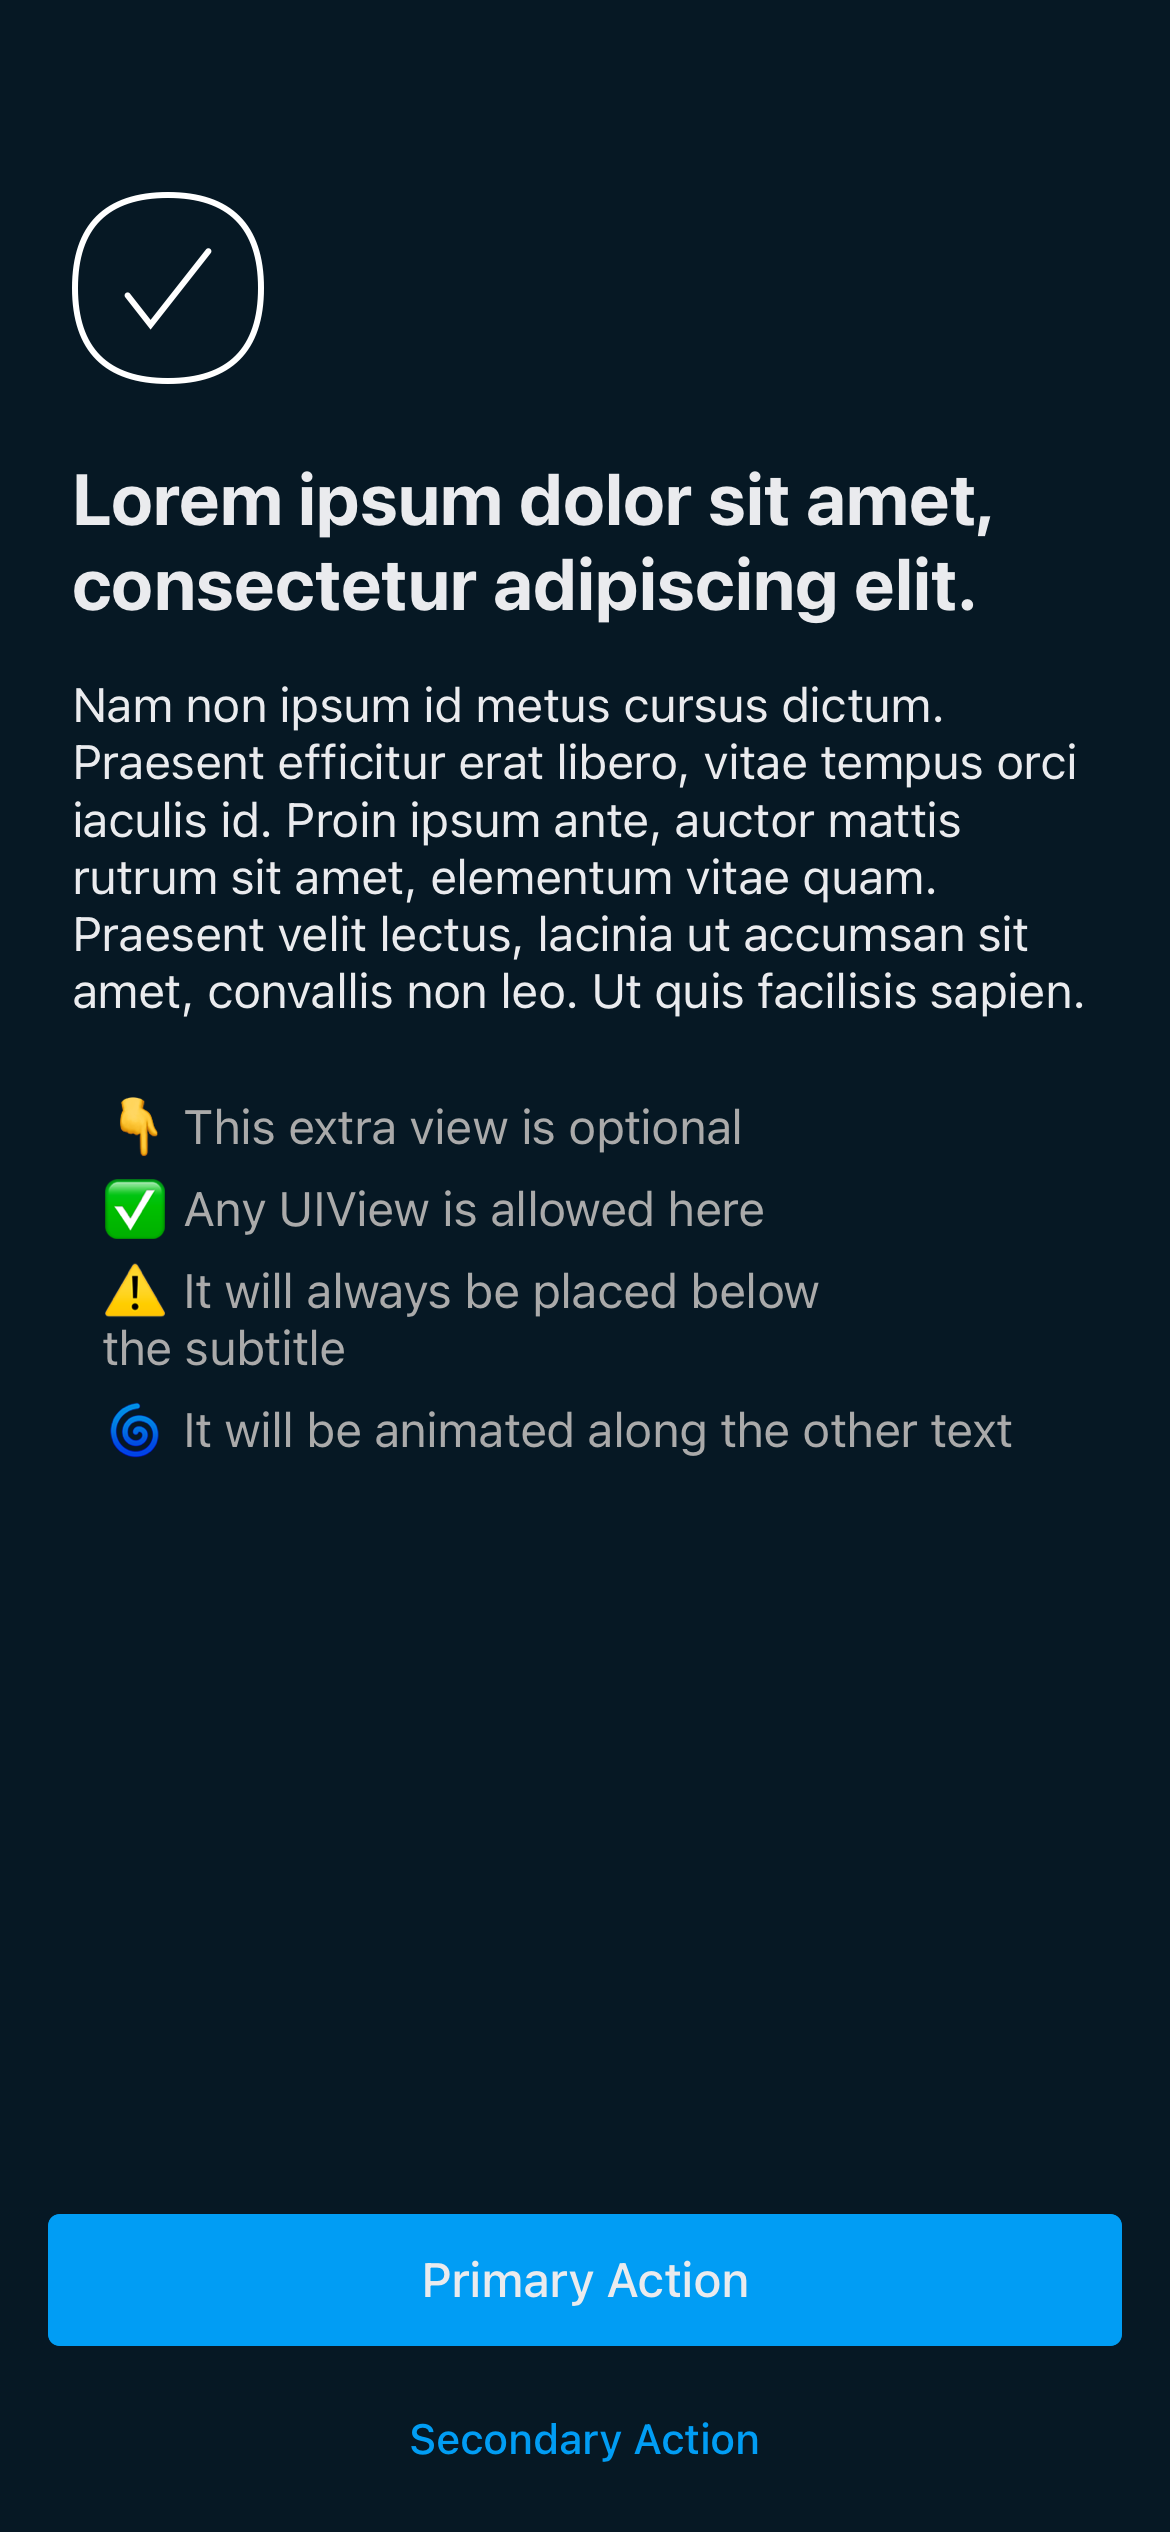 Lorem ipsum dolor sit amet,
consectetur adipiscing elit.
Nam non ipsum id metus cursus dictum.
Praesent efficitur erat libero, vitae tempus orci
iaculis id. Proin ipsum ante, auctor mattis
rutrum sit amet, elementum vitae quam.
Praesent velit lectus, lacinia ut accumsan sit
amet, convallis non leo. Ut quis facilisis sapien.
👇 This extra view is optional
✅ Any UIView is allowed here
⚠️ It will always be placed below
the subtitle
🌀 It will be animated along the other text
Primary Action
Secondary Action